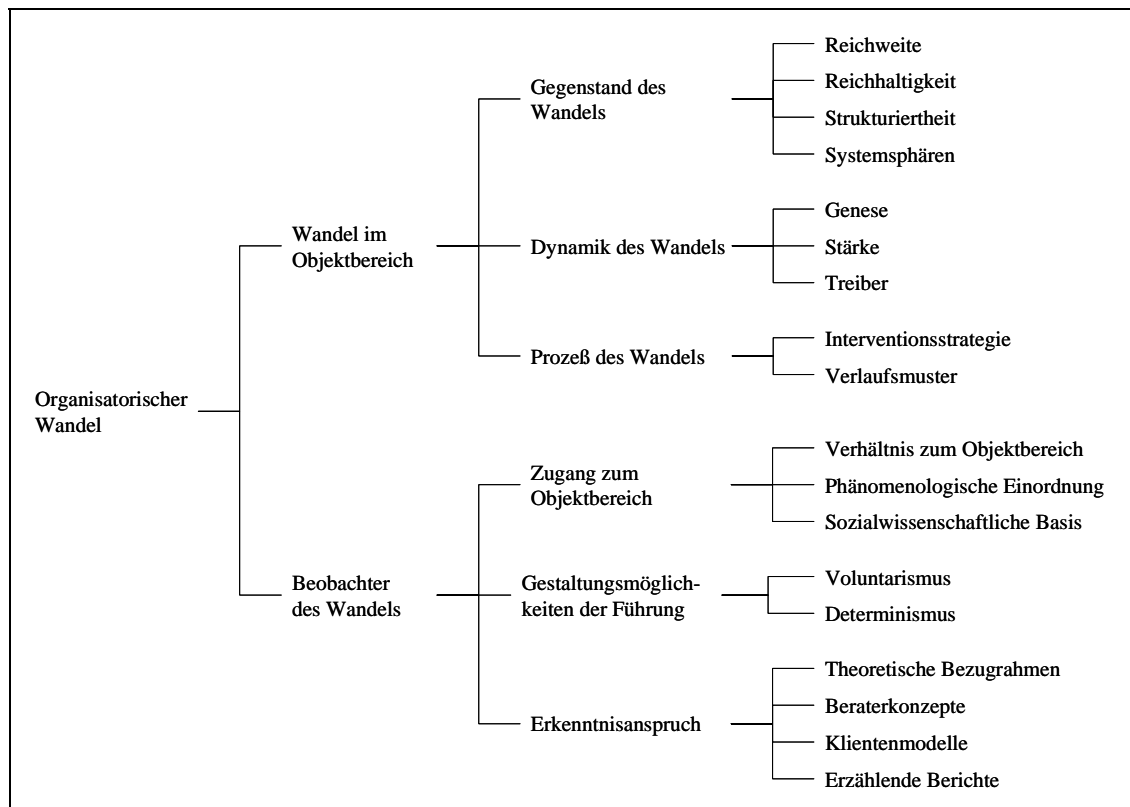 Organisatorischer
Wandel
Wandel im
Objektbereich
Gegenstand des
Wandels
Reichweite
Reichhaltigkeit
Strukturiertheit
Systemsphären
Dynamik des Wandels
Genese
Stärke
Treiber
Prozeß des Wandels
Interventionsstrategie
Verlaufsmuster
Beobachter
des Wandels
Zugang zum
Objektbereich
Verhältnis zum Objektbereich
Phänomenologische Einordnung
Sozialwissenschaftliche Basis
Gestaltungsmöglich-
keiten der Führung
Voluntarismus
Determinismus
Erkenntnisanspruch
Theoretische Bezugrahmen
Beraterkonzepte
Klientenmodelle
Erzählende Berichte